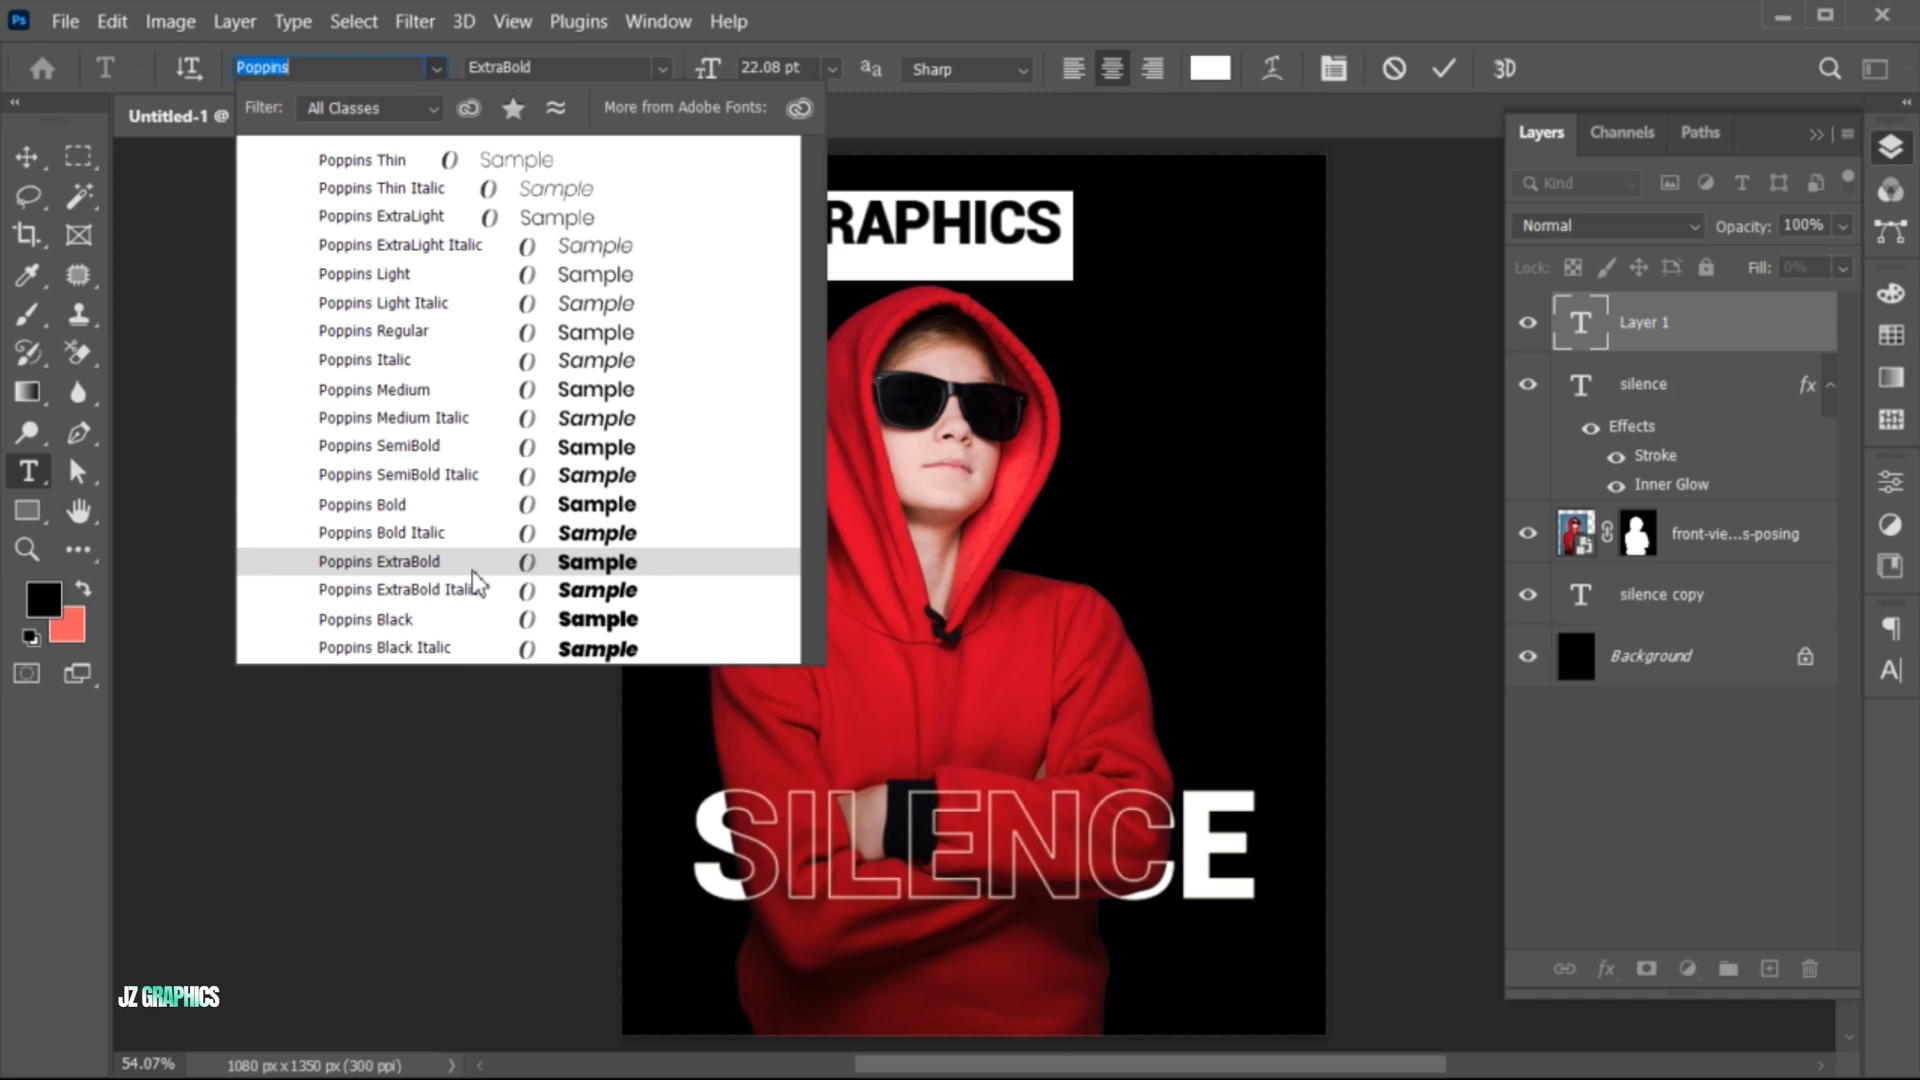 Ps File Edit Image Layer Type Select Filter 3D View Plugins Window Help
Poppins ExtraBold 22.08 pt Sharp 3D
Filter: All Classes More from Adobe Fonts:
Untitled-1 @
Poppins Thin Sample
Poppins Thin Italic Sample
Poppins ExtraLight Sample
Poppins ExtraLight Italic Sample
Poppins Light Sample
Poppins Light Italic Sample
Poppins Regular Sample
Poppins Italic Sample
Poppins Medium Sample
Poppins Medium Italic Sample
Poppins SemiBold Sample
Poppins SemiBold Italic Sample
Poppins Bold Sample
Poppins Bold Italic Sample
Poppins ExtraBold Sample
Poppins ExtraBold Italic Sample
Poppins Black Sample
Poppins Black Italic Sample
RAPHICS
SILENCE
JZ GRAPHICS
54.07% 1080 px x 1350 px (300 ppi)
Layers Channels Paths
Kind
Normal Opacity: 100%
Lock: Fill: 0%
Layer 1
silence fx
Effects
Stroke
Inner Glow
front-vie...s-posing
silence copy
Background